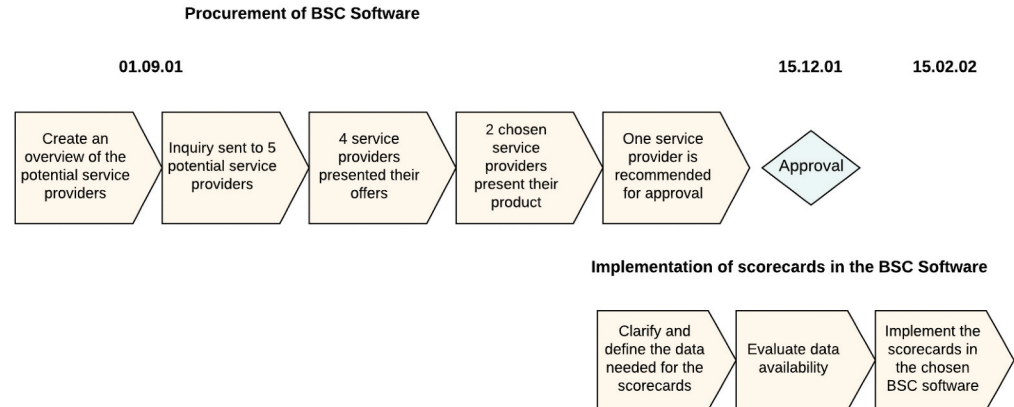 Procurement of BSC Software
01.09.01
15.12.01
15.02.02
Create an
overview of the
potential service
providers
Inquiry sent to 5
potential service
providers
4 service
providers
presented their
offers
2 chosen
service
providers
present their
product
One service
provider is
recommended
for approval
Approval
Implementation of scorecards in the BSC Software
Clarify and
define the data
needed for the
scorecards
Evaluate data
availability
Implement the
scorecards in
the chosen
BSC software